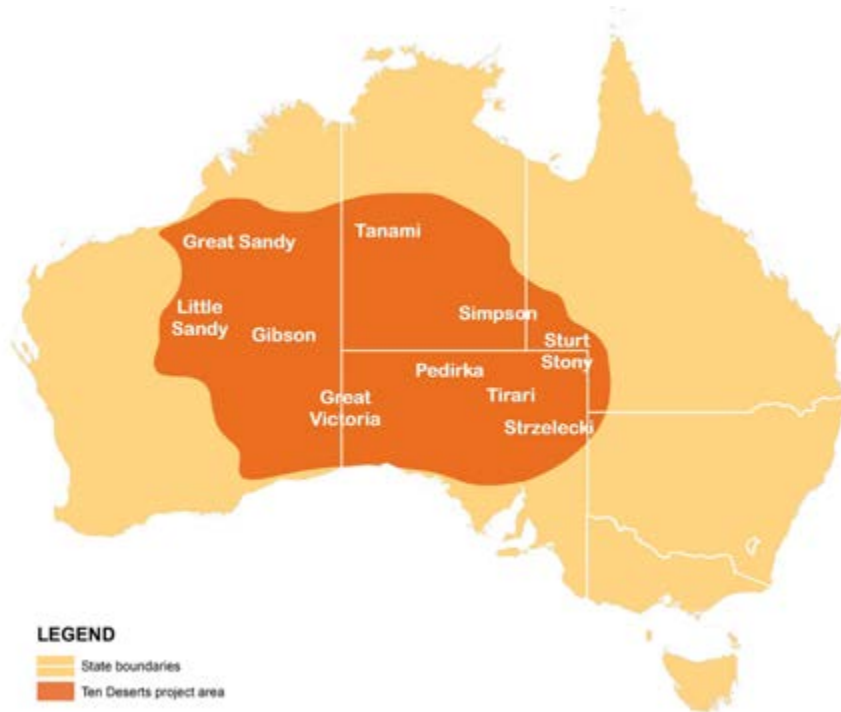 Tanami
Great Sandy
Little
Sandy
Gibson
Simpson
Sturt
Stony
Pedirka
Tirari
Great
Victoria
Strzelecki
LEGEND
State boundaries
Ten Deserts project area